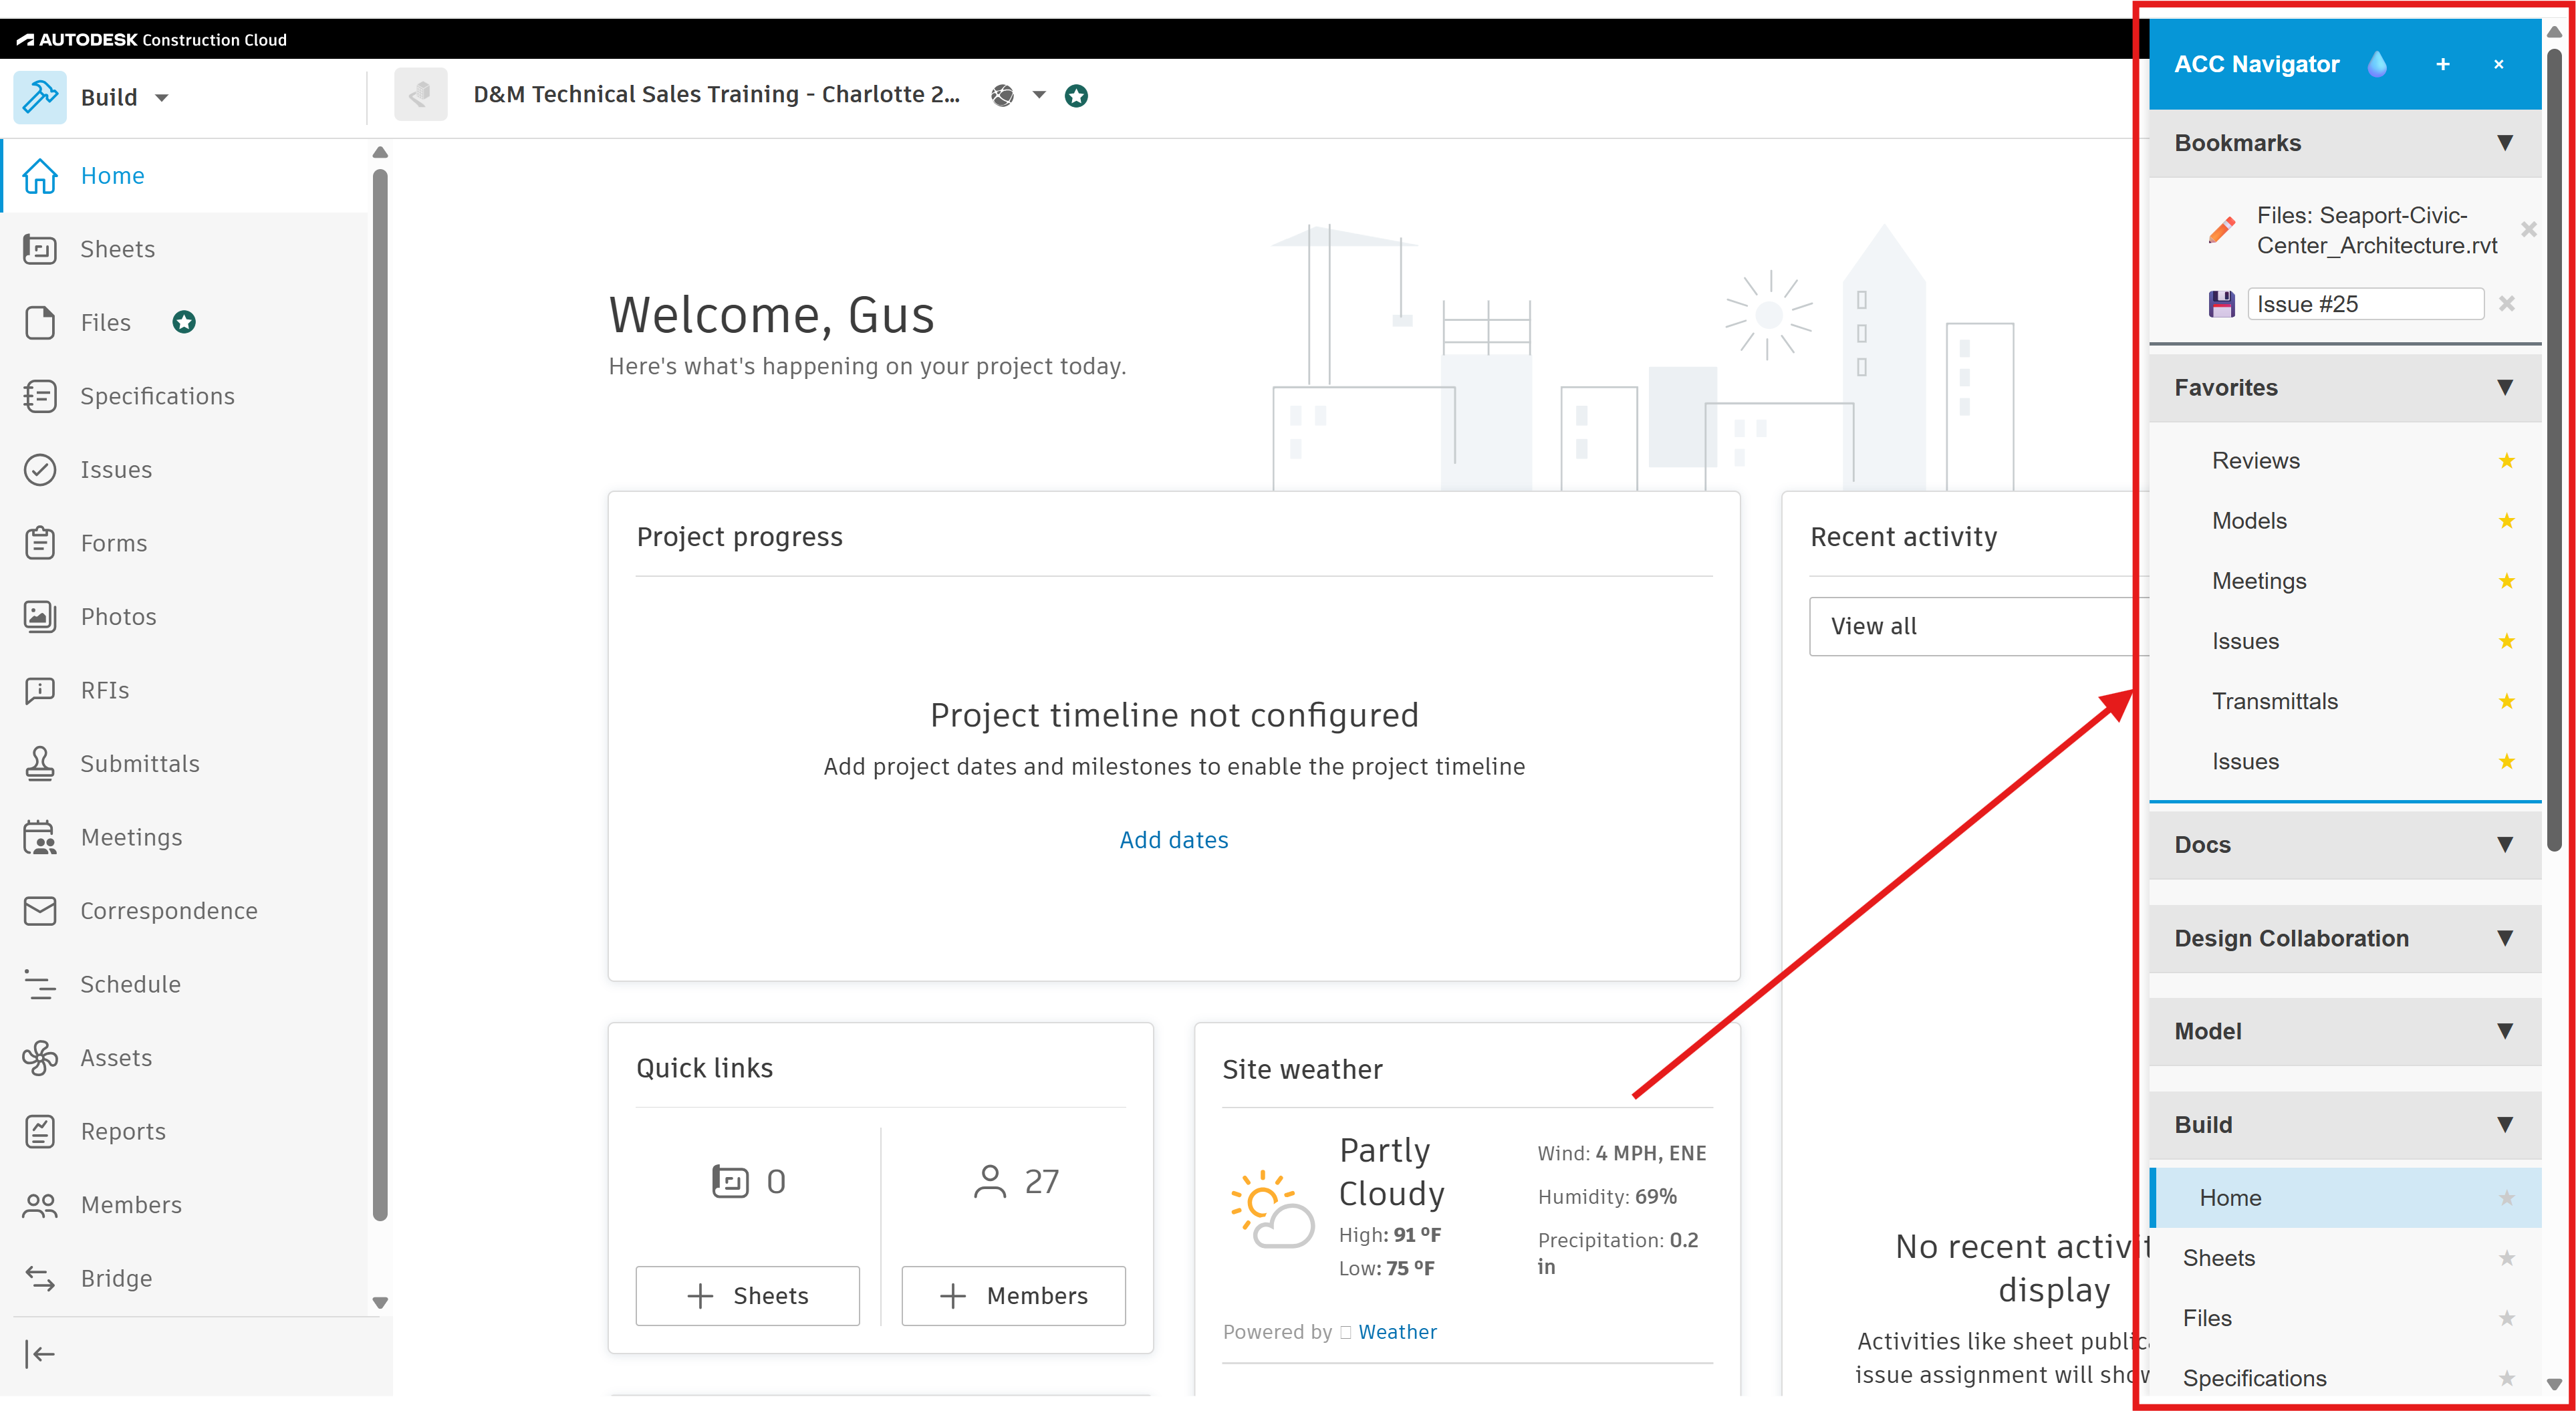 AUTODESK Construction Cloud
Build
D&M Technical Sales Training - Charlotte 2...
Home
Sheets
Files
Specifications
Issues
Forms
Photos
RFIs
Submittals
Meetings
Correspondence
Schedule
Assets
Reports
Members
Bridge
Welcome, Gus
Here's what's happening on your project today.
Project progress
Project timeline not configured
Add project dates and milestones to enable the project timeline
Add dates
Quick links
0
27
Sheets
Members
Site weather
Partly
Cloudy
High: 91 ºF
Low: 75 ºF
Wind: 4 MPH, ENE
Humidity: 69%
Precipitation: 0.2
in
Powered by Weather
Recent activity
View all
No recent activit
display
Activities like sheet public
issue assignment will show
ACC Navigator
Bookmarks
Files: Seaport-Civic-
Center_Architecture.rvt
Issue #25
Favorites
Reviews
Models
Meetings
Issues
Transmittals
Issues
Docs
Design Collaboration
Model
Build
Home
Sheets
Files
Specifications